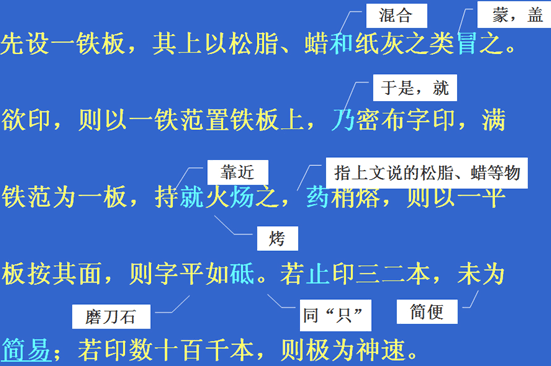 混合
蒙，盖
先设一铁板，其上以松脂、蜡和纸灰之类冒之。
于是，就
欲印，则以一铁范置铁板上，乃密布字印，满
靠近
指上文说的松脂、蜡等物
铁范为一板，持就火炀之，药稍熔，则以一平
烤
板按其面，则字平如砥。若止印三二本，未为
磨刀石
同“只”
简便
简易；若印数十百千本，则极为神速。